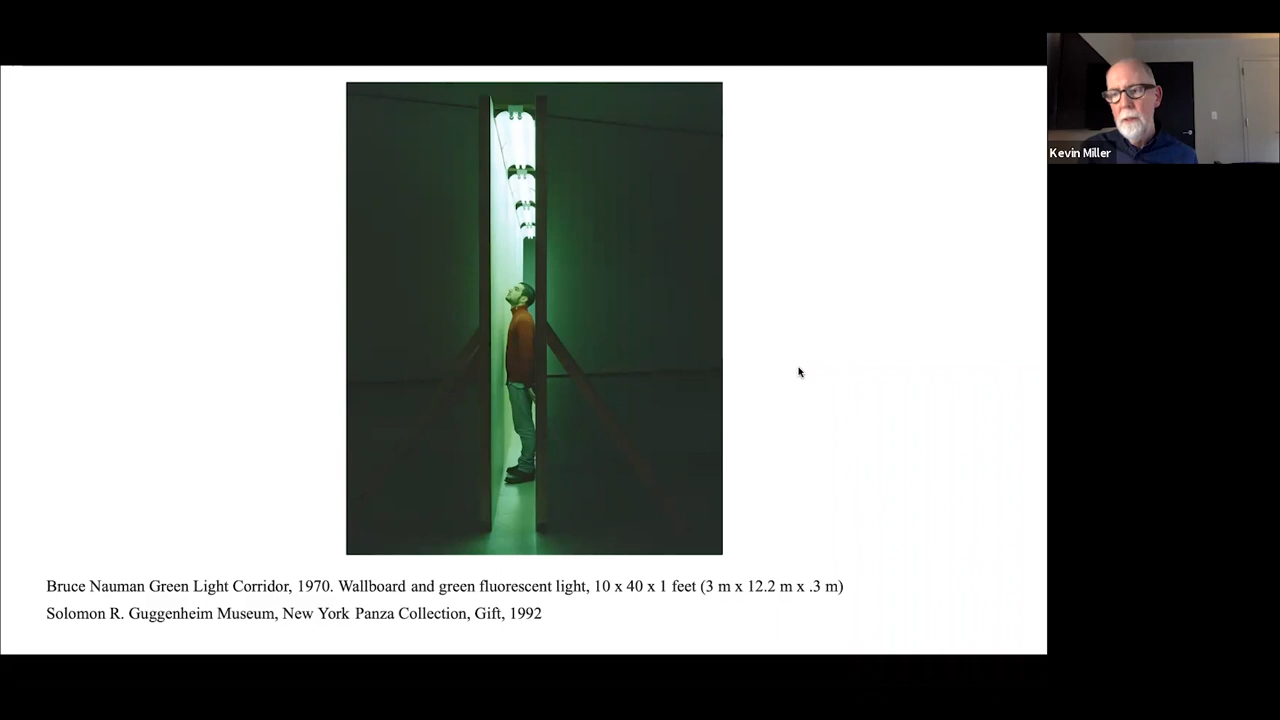 Kevin Miller
Bruce Nauman Green Light Corridor, 1970. Wallboard and green fluorescent light, 10 x 40 x 1 feet (3 m x 12.2 m x .3 m)
Solomon R. Guggenheim Museum, New York Panza Collection, Gift, 1992